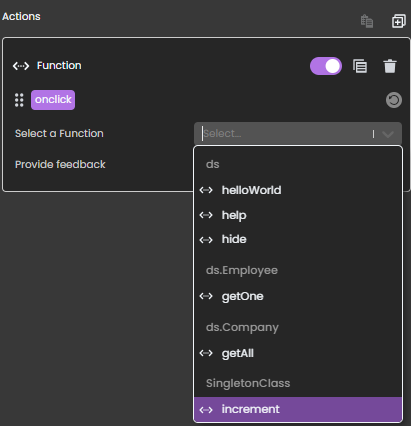 Actions
Function
onclick
Select a Function
Select...
Provide feedback
ds
helloWorld
help
hide
ds.Employee
getOne
ds.Company
getAll
SingletonClass
increment